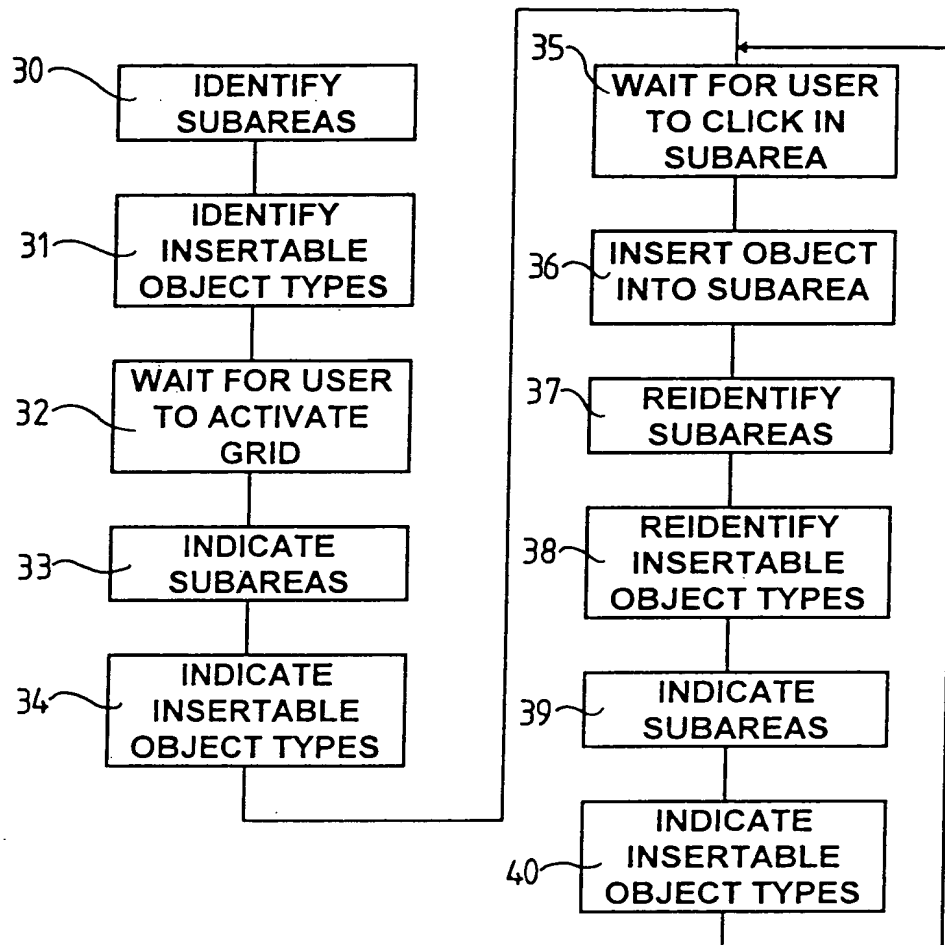 30
IDENTIFY
SUBAREAS
31
IDENTIFY
INSERTABLE
OBJECT TYPES
32
WAIT FOR USER
TO ACTIVATE
GRID
33
INDICATE
SUBAREAS
34
INDICATE
INSERTABLE
OBJECT TYPES
35
WAIT FOR USER
TO CLICK IN
SUBAREA
36
INSERT OBJECT
INTO SUBAREA
37
REIDENTIFY
SUBAREAS
38
REIDENTIFY
INSERTABLE
OBJECT TYPES
39
INDICATE
SUBAREAS
40
INDICATE
INSERTABLE
OBJECT TYPES